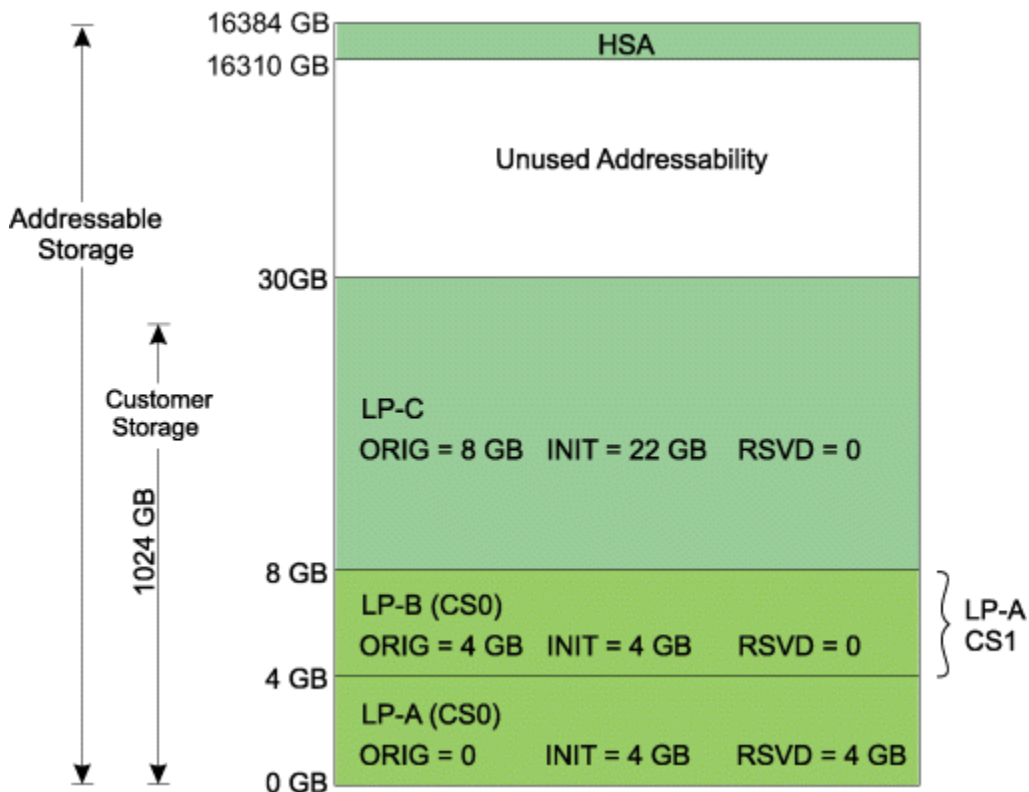 16384 GB
HSA
16310 GB
Unused Addressability
Addressable
Storage
30GB
Customer
Storage
1024 GB
LP-C
ORIG = 8 GB INIT = 22 GB RSVD = 0
8 GB
LP-B (CS0)
ORIG = 4 GB INIT = 4 GB RSVD = 0
LP-A
CS1
4 GB
LP-A (CS0)
ORIG = 0 INIT = 4 GB RSVD = 4 GB
0 GB